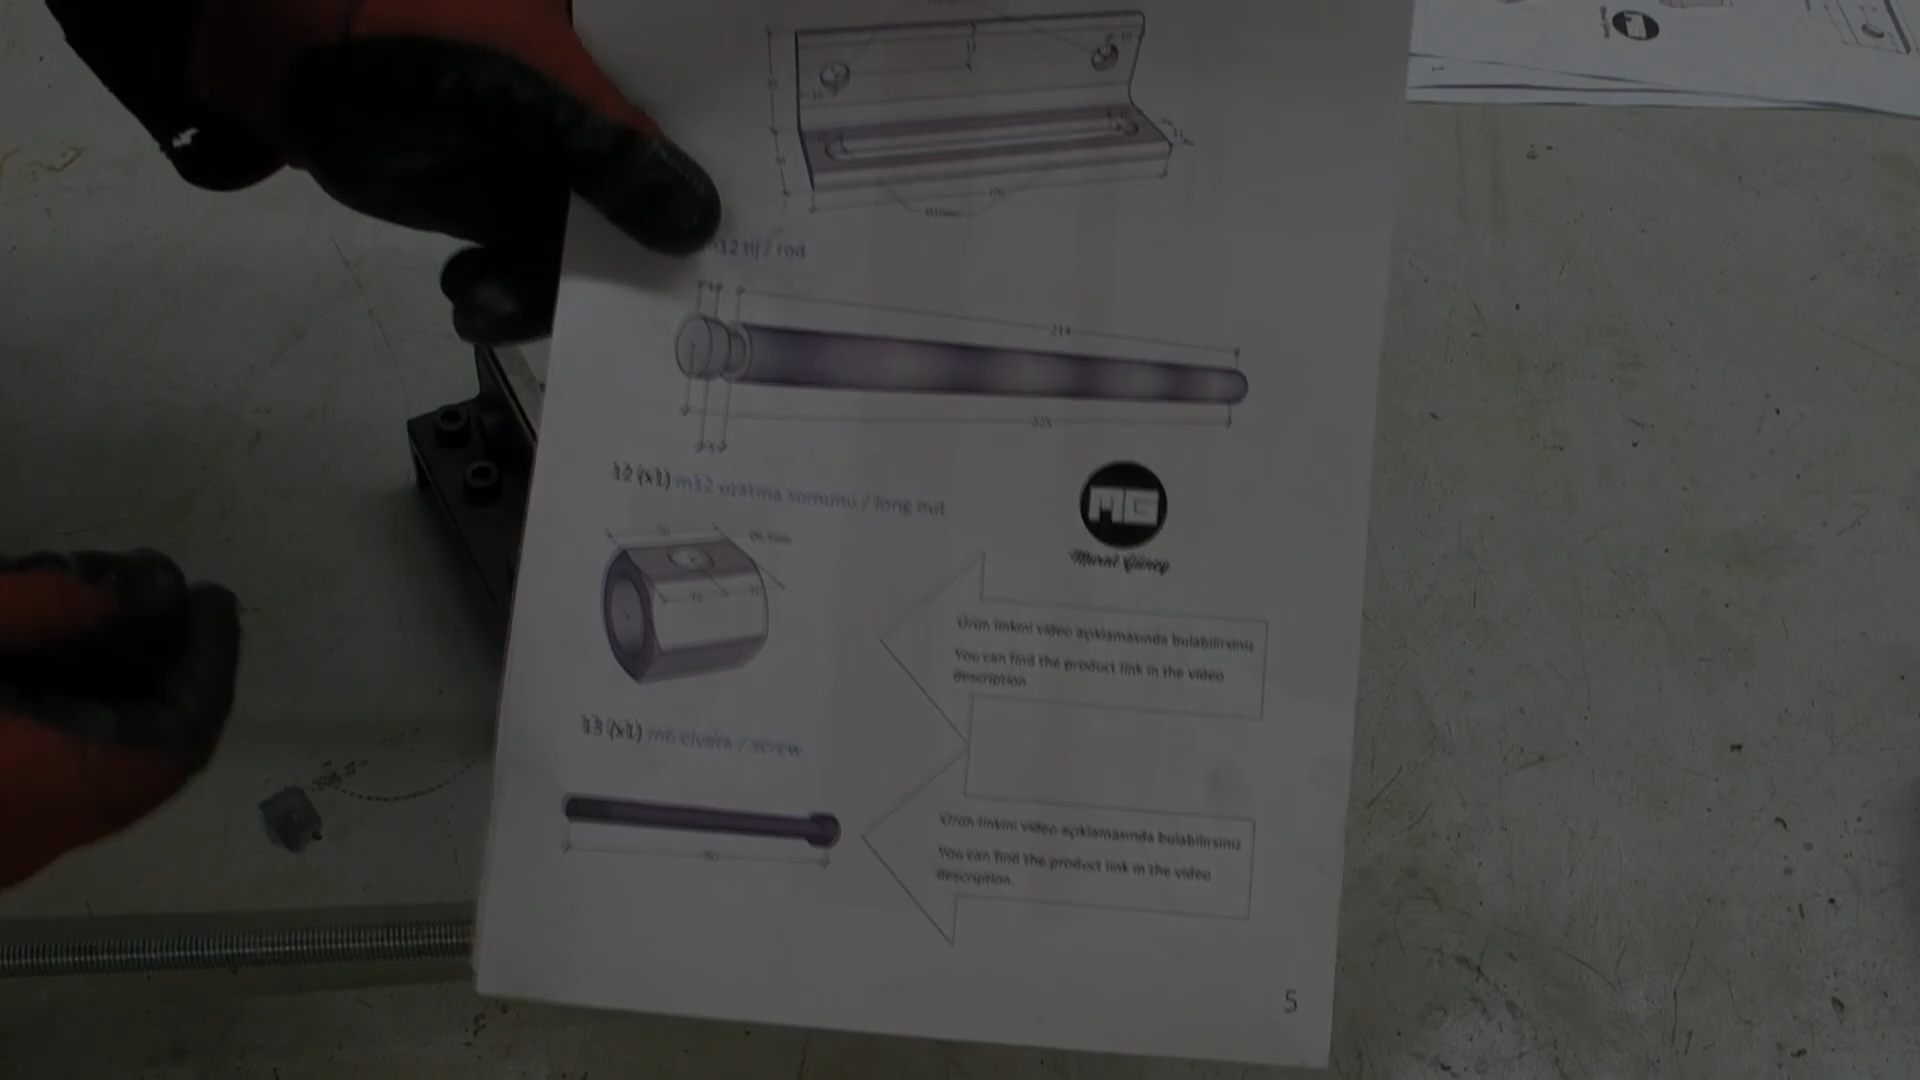 m12 tij / rod
214
225
12 (x1) m12 uzatma somunu / long nut
Murat Güneş
Ürün linkini video açıklamasında bulabilirsiniz
You can find the product link in the video
description.
13 (x1) m6 civata / screw
Ürün linkini video açıklamasında bulabilirsiniz
You can find the product link in the video
description.
5